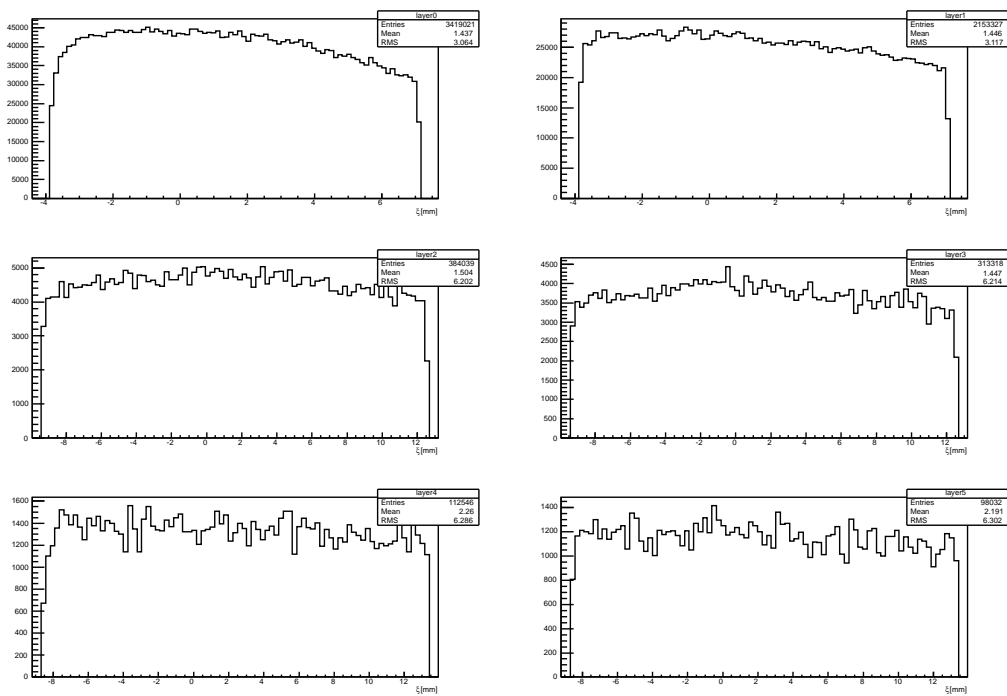 layer0
Entries 3419021
Mean 1.437
RMS 3.064
45000
40000
35000
30000
25000
20000
15000
10000
5000
0
-4 -2 0 2 4 6
ξ[mm]
layer1
Entries 2153327
Mean 1.446
RMS 3.117
25000
20000
15000
10000
5000
0
-4 -2 0 2 4 6
ξ[mm]
layer2
Entries 384039
Mean 1.504
RMS 6.202
5000
4000
3000
2000
1000
0
-8 -6 -4 -2 0 2 4 6 8 10 12
ξ[mm]
layer3
Entries 313318
Mean 1.447
RMS 6.214
4500
4000
3500
3000
2500
2000
1500
1000
500
0
-8 -6 -4 -2 0 2 4 6 8 10 12
ξ[mm]
layer4
Entries 112546
Mean 2.26
RMS 6.286
1600
1400
1200
1000
800
600
400
200
0
-8 -6 -4 -2 0 2 4 6 8 10 12
ξ[mm]
layer5
Entries 98032
Mean 2.191
RMS 6.302
1400
1200
1000
800
600
400
200
0
-8 -6 -4 -2 0 2 4 6 8 10 12
ξ[mm]